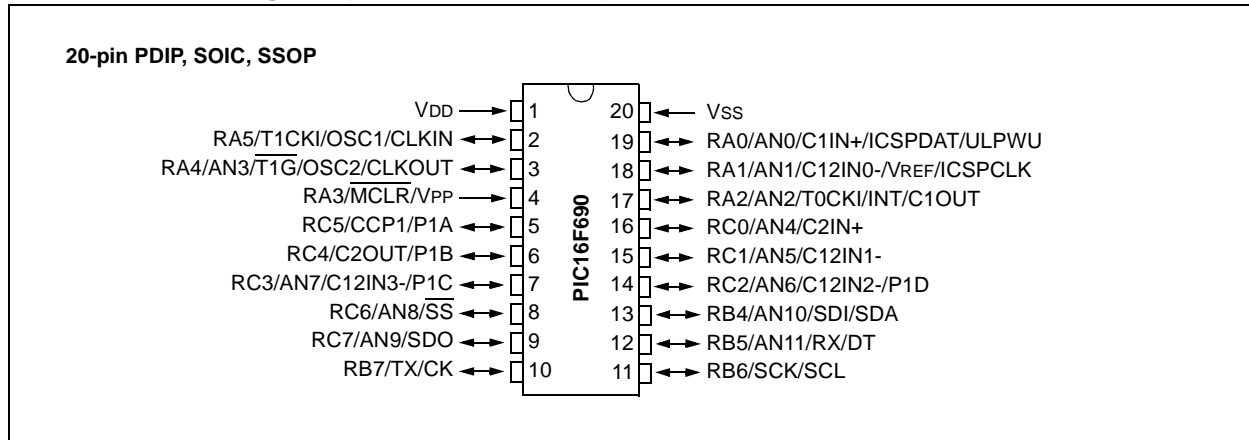 20-pin PDIP, SOIC, SSOP
VDD 1 20 VSS
RA5/T1CKI/OSC1/CLKIN 2 19 RA0/AN0/C1IN+/ICSPDAT/ULPWU
RA4/AN3/T1G/OSC2/CLKOUT 3 18 RA1/AN1/C12IN0-/VREF/ICSPCLK
RA3/MCLR/VPP 4 17 RA2/AN2/T0CKI/INT/C1OUT
RC5/CCP1/P1A 5 16 RC0/AN4/C2IN+
RC4/C2OUT/P1B 6 15 RC1/AN5/C12IN1-
RC3/AN7/C12IN3-/P1C 7 14 RC2/AN6/C12IN2-/P1D
RC6/AN8/SS 8 13 RB4/AN10/SDI/SDA
RC7/AN9/SDO 9 12 RB5/AN11/RX/DT
RB7/TX/CK 10 11 RB6/SCK/SCL
PIC16F690